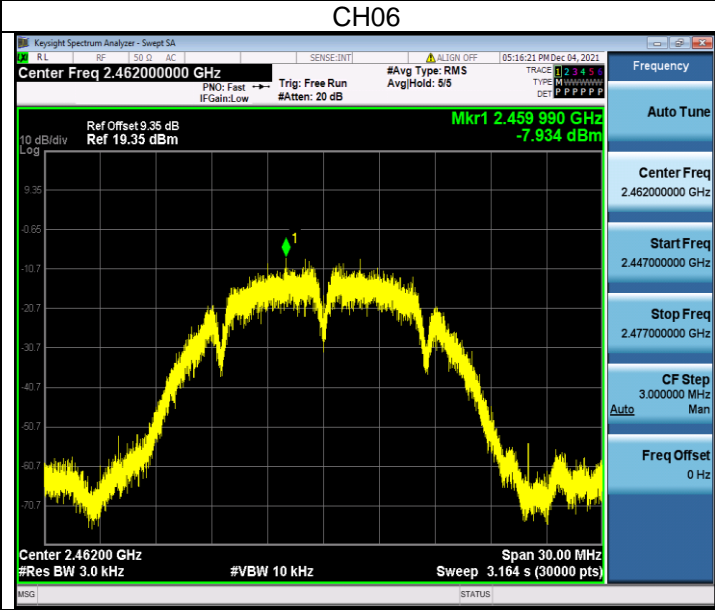 CH06
Keysight Spectrum Analyzer - Swept SA
RL RF 50 Ω AC SENSE:INT ALIGN OFF 05:16:21 PM Dec 04, 2021
Center Freq 2.462000000 GHz
PNO: Fast
IFGain:Low
Trig: Free Run
#Atten: 20 dB
#Avg Type: RMS
Avg|Hold: 5/5
TRACE 1 2 3 4 5 6
TYPE M WWWWW
DET P P P P P P
Mkr1 2.459 990 GHz
-7.934 dBm
Ref Offset 9.35 dB
10 dB/div Ref 19.35 dBm
Log
9.35
-0.65
1
-10.7
-20.7
-30.7
-40.7
-50.7
-60.7
-70.7
Center 2.46200 GHz Span 30.00 MHz
#Res BW 3.0 kHz #VBW 10 kHz Sweep 3.164 s (30000 pts)
MSG STATUS
Frequency
Auto Tune
Center Freq
2.462000000 GHz
Start Freq
2.447000000 GHz
Stop Freq
2.477000000 GHz
CF Step
3.000000 MHz
Auto Man
Freq Offset
0 Hz